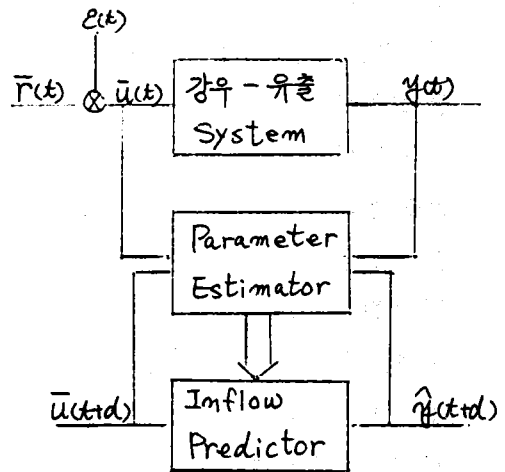 ε(t)
r̄(t) ū(t) 강우-유출 y(t)
System
Parameter
Estimator
ū(t+d) Inflow ŷ(t+d)
Predictor